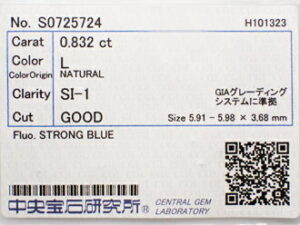 No. S0725724 H101323
Carat 0.832 ct
Color L
ColorOrigin NATURAL
Clarity SI-1 GIAグレーディング
システムに準拠
Cut GOOD Size 5.91 - 5.98 × 3.68 mm
Fluo. STRONG BLUE
中央宝石研究所® CENTRAL GEM
LABORATORY